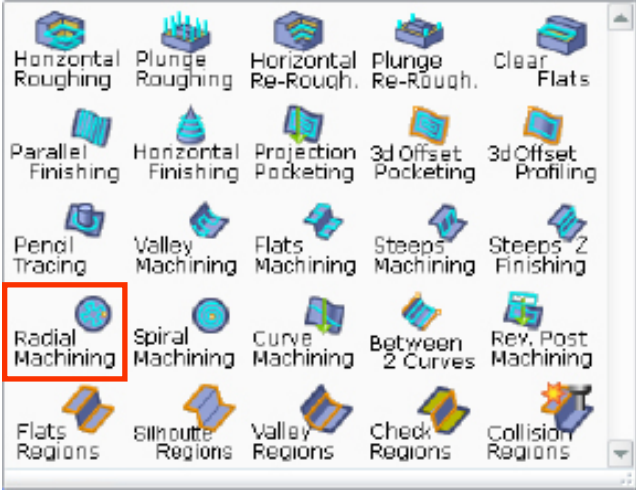 Horizontal Roughing
Plunge Roughing
Horizontal Re-Rough.
Plunge Re-Rough.
Clear Flats
Parallel Finishing
Horizontal Finishing
Projection Pocketing
3d Offset Pocketing
3d Offset Profiling
Pencil Tracing
Valley Machining
Flats Machining
Steeps Machining
Steeps Z Finishing
Radial Machining
Spiral Machining
Curve Machining
Between 2 Curves
Rev. Post Machining
Flats Regions
Silhoutte Regions
Valley Regions
Check Regions
Collision Regions